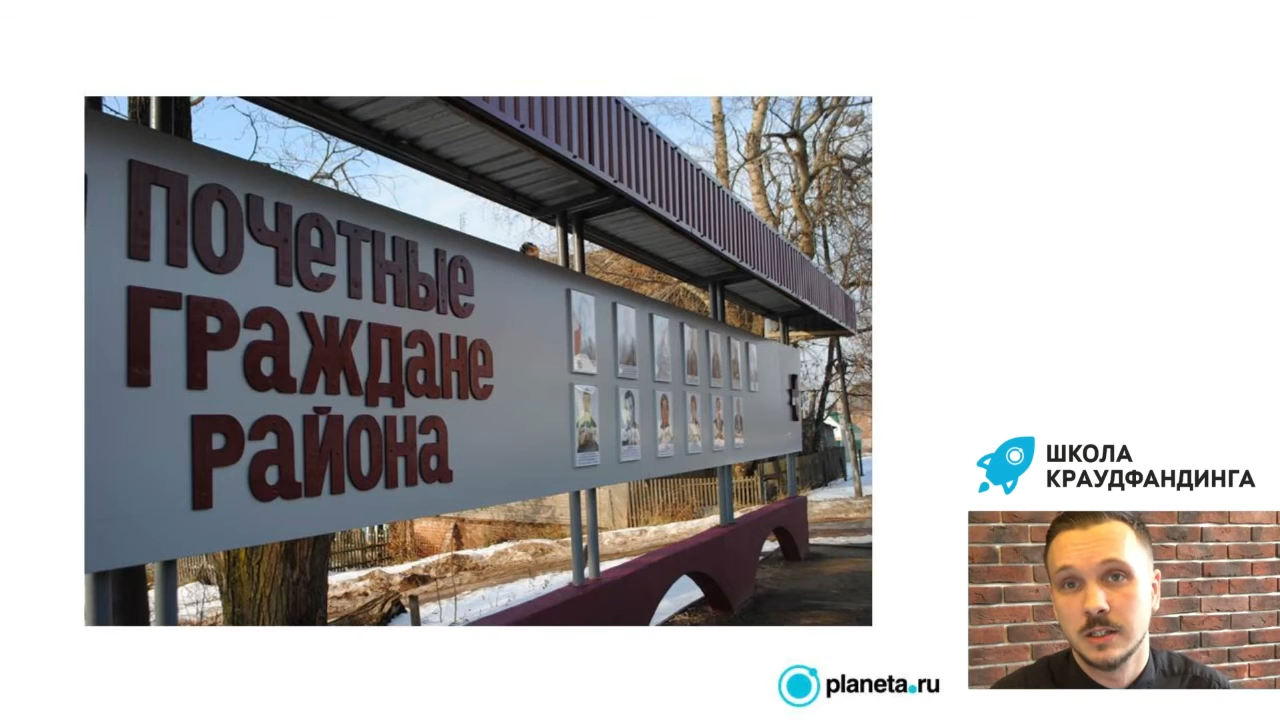 ПОЧЕТНЫЕ
ГРАЖДАНЕ
РАЙОНА
ШКОЛА
КРАУДФАНДИНГА
planeta.ru